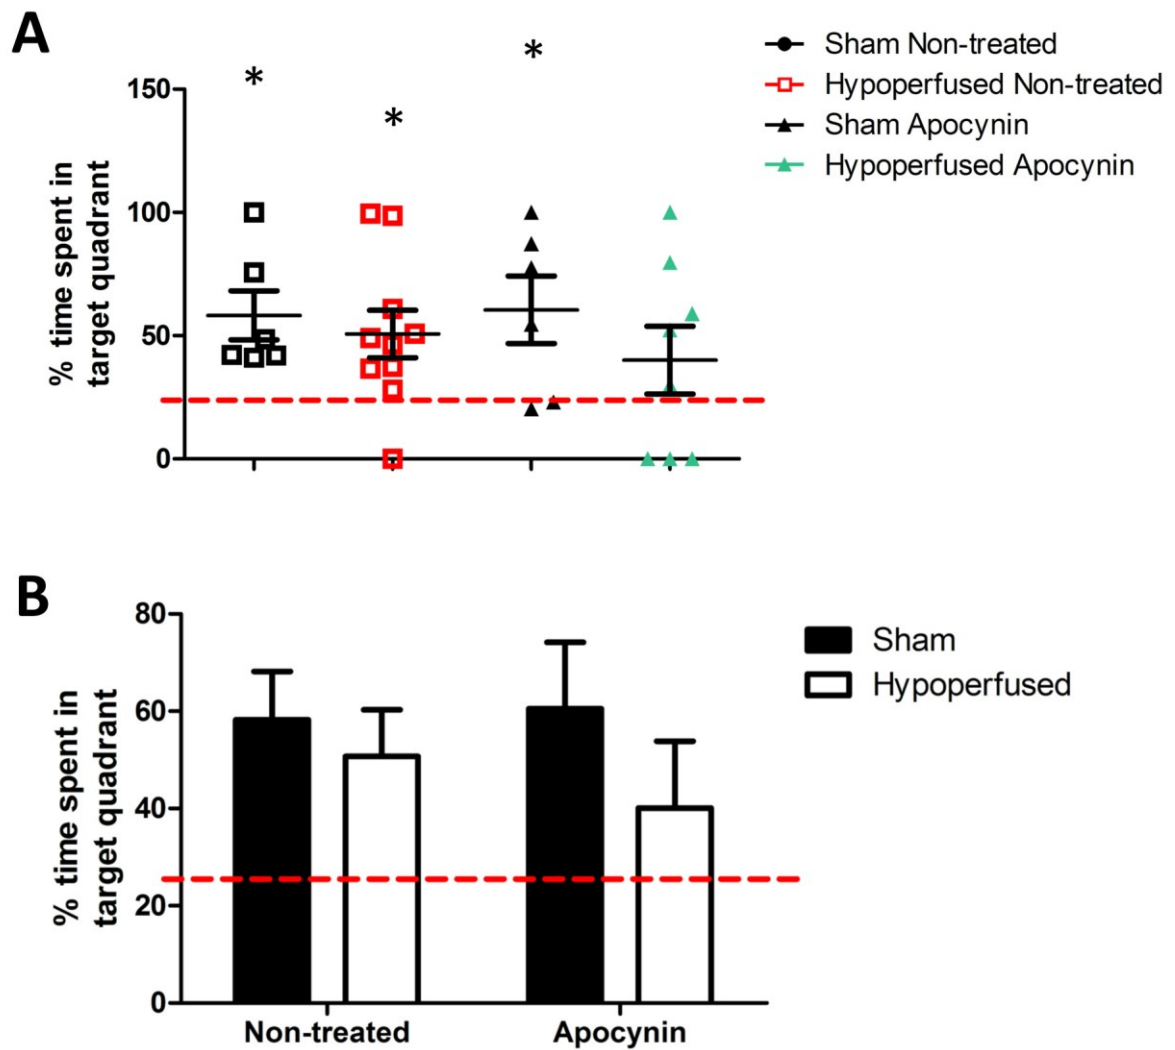 A
*
*
*
Sham Non-treated
Hypoperfused Non-treated
Sham Apocynin
Hypoperfused Apocynin
% time spent in
target quadrant
150
100
50
0
B
% time spent in
target quadrant
80
60
40
20
0
Sham
Hypoperfused
Non-treated
Apocynin